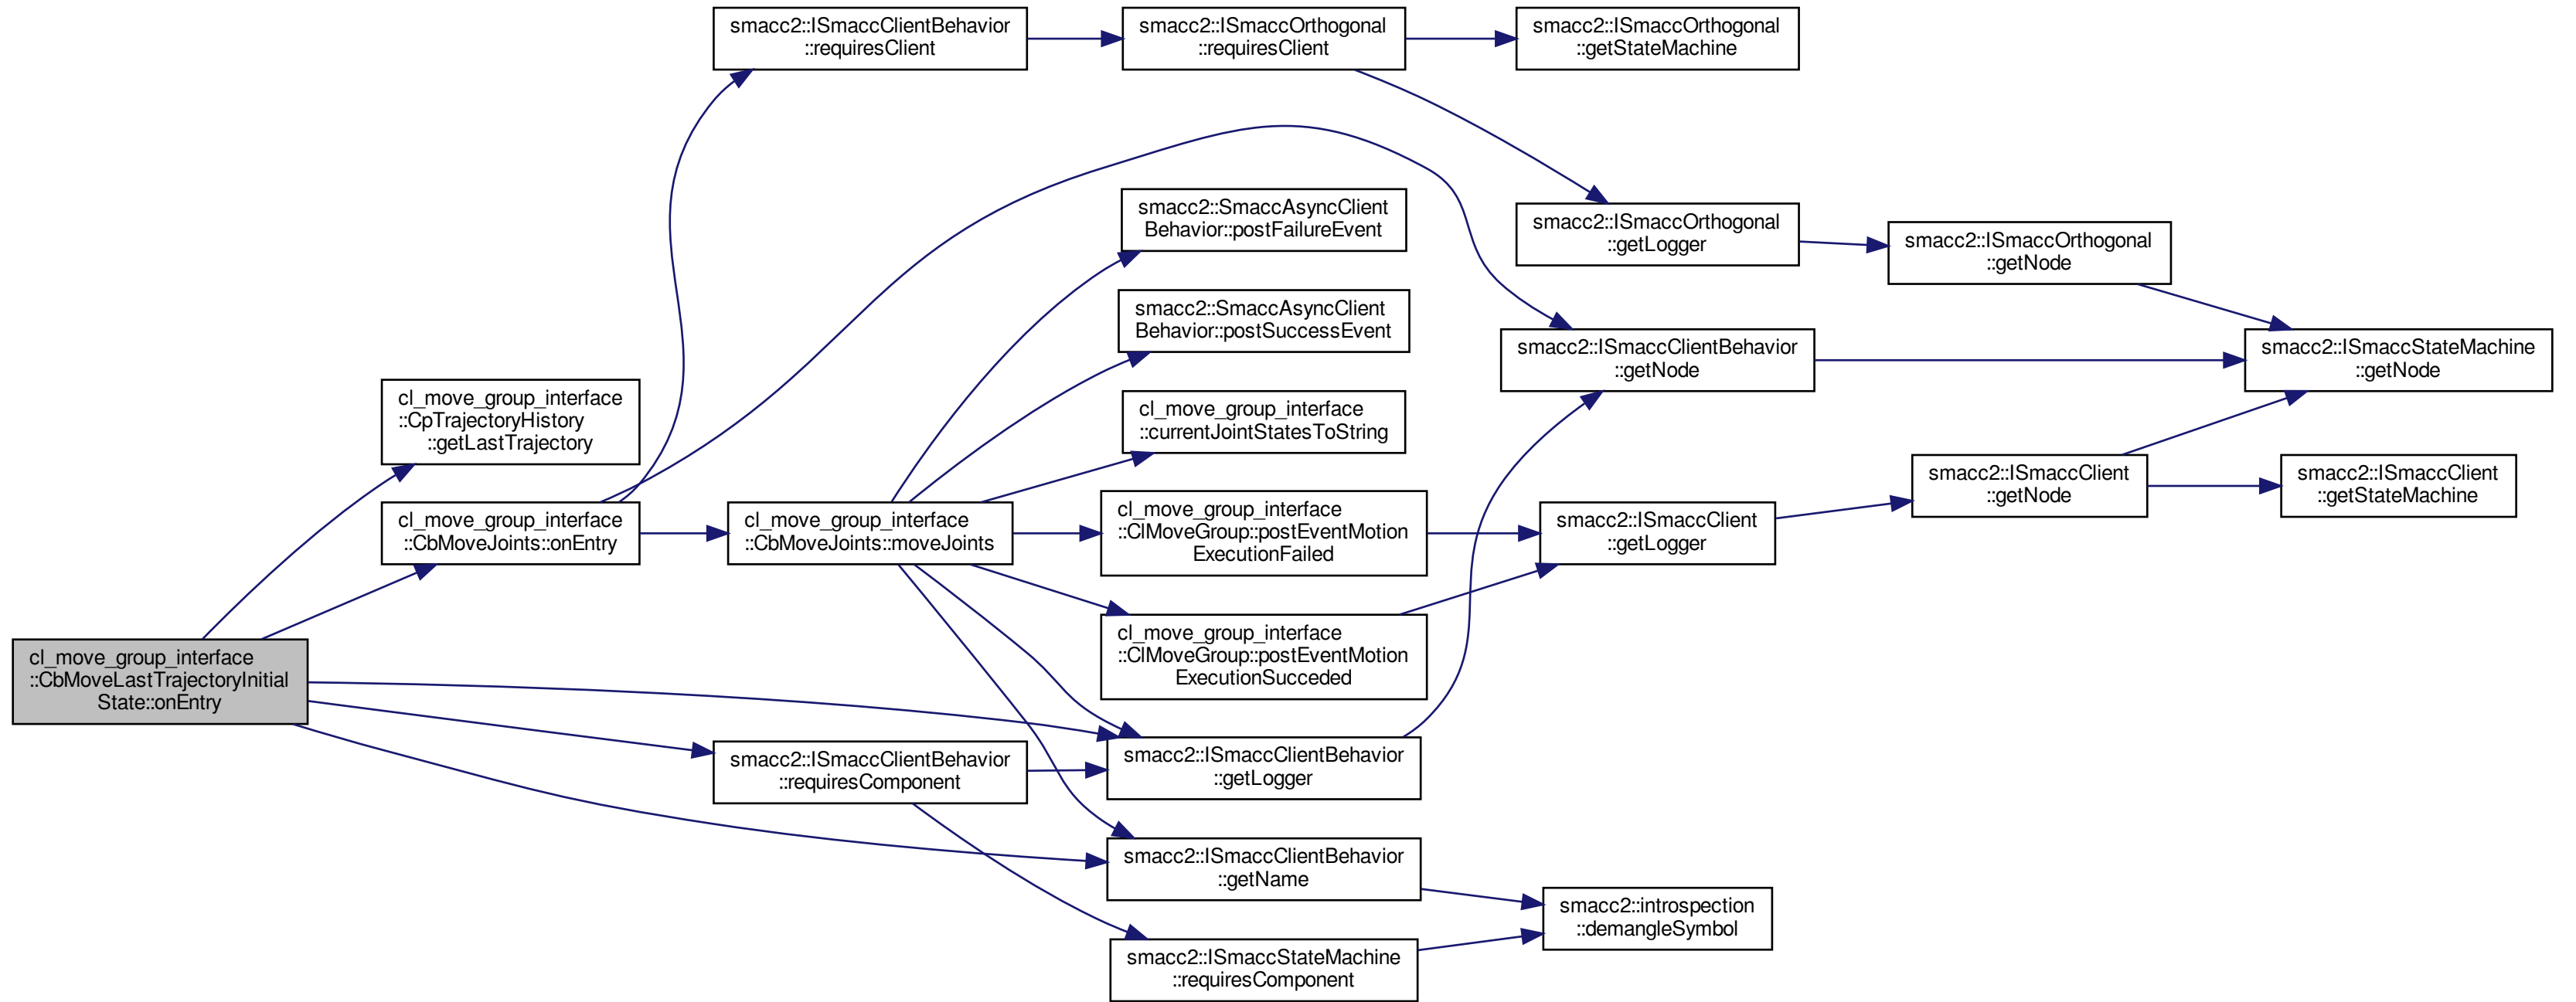 smacc2::ISmaccClientBehavior
::requiresClient
smacc2::ISmaccOrthogonal
::requiresClient
smacc2::ISmaccOrthogonal
::getStateMachine
smacc2::SmaccAsyncClient
Behavior::postFailureEvent
smacc2::ISmaccOrthogonal
::getLogger
smacc2::ISmaccOrthogonal
::getNode
smacc2::SmaccAsyncClient
Behavior::postSuccessEvent
smacc2::ISmaccClientBehavior
::getNode
smacc2::ISmaccStateMachine
::getNode
cl_move_group_interface
::CpTrajectoryHistory
::getLastTrajectory
cl_move_group_interface
::currentJointStatesToString
smacc2::ISmaccClient
::getNode
smacc2::ISmaccClient
::getStateMachine
cl_move_group_interface
::CbMoveJoints::onEntry
cl_move_group_interface
::CbMoveJoints::moveJoints
cl_move_group_interface
::ClMoveGroup::postEventMotion
ExecutionFailed
smacc2::ISmaccClient
::getLogger
cl_move_group_interface
::CbMoveLastTrajectoryInitial
State::onEntry
cl_move_group_interface
::ClMoveGroup::postEventMotion
ExecutionSucceded
smacc2::ISmaccClientBehavior
::requiresComponent
smacc2::ISmaccClientBehavior
::getLogger
smacc2::ISmaccClientBehavior
::getName
smacc2::introspection
::demangleSymbol
smacc2::ISmaccStateMachine
::requiresComponent